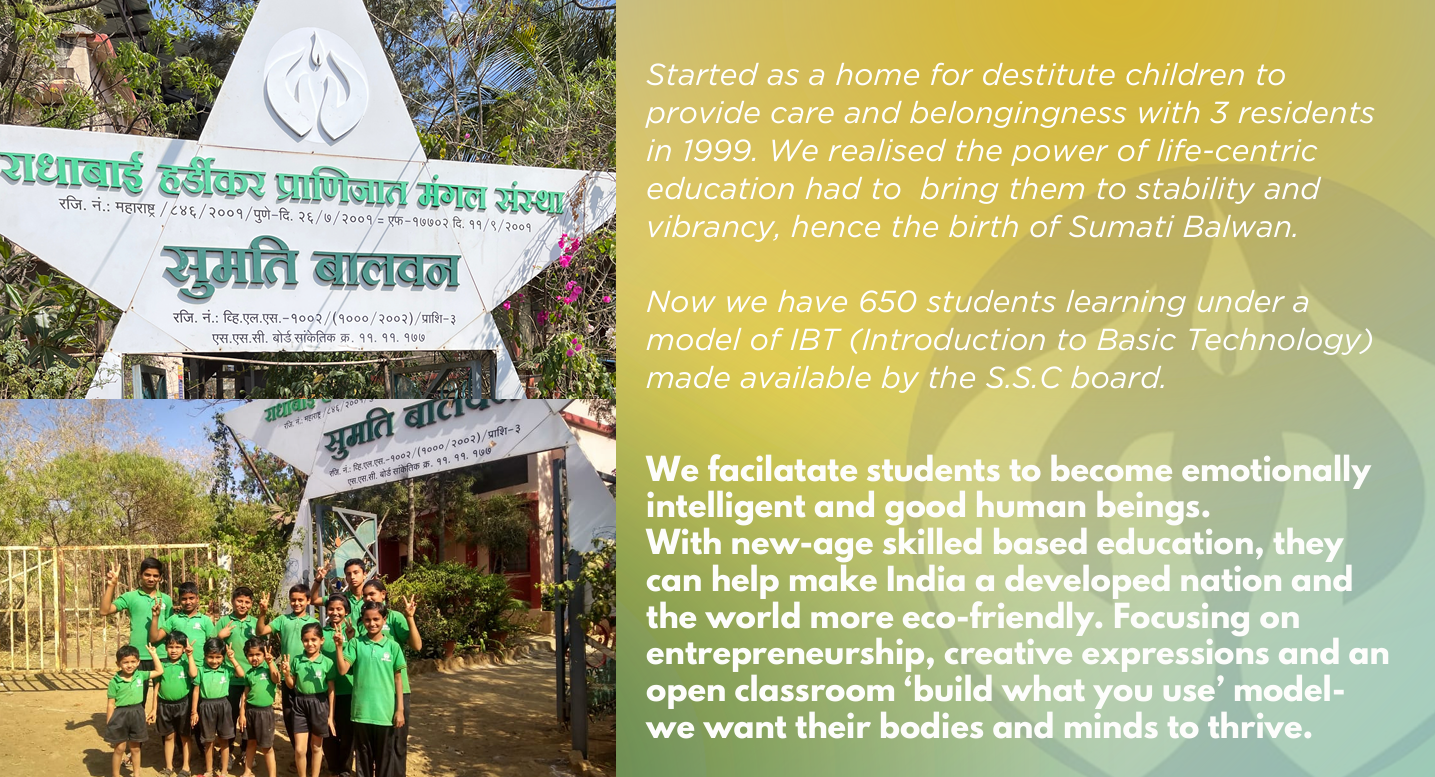 राधाबाई हर्डीकर प्राणिजात मंगल संस्था
रजि. नं.: महाराष्ट्र /८४६/२००१/पुणे-दि. २६/७/२००१ = एफ-१७७०२ दि. ११/९/२००१
सुमति बालवन
रजि. नं.: व्हि.एल.एस.-१००२/(१०००/२००२)/प्राशि-३
एस.एस.सी. बोर्ड सांकेतिक क्र. ११. ११. १७७
सुमति बालवन
रजि. नं.: व्हि.एल.एस.-१००२/(१०००/२००२)/प्राशि-३
एस.एस.सी. बोर्ड सांकेतिक क्र. ११. ११. १७७
Started as a home for destitute children to
provide care and belongingness with 3 residents
in 1999. We realised the power of life-centric
education had to  bring them to stability and
vibrancy, hence the birth of Sumati Balwan.
Now we have 650 students learning under a
model of IBT (Introduction to Basic Technology)
made available by the S.S.C board.
We facilatate students to become emotionally
intelligent and good human beings.
With new-age skilled based education, they
can help make India a developed nation and
the world more eco-friendly. Focusing on
entrepreneurship, creative expressions and an
open classroom ‘build what you use’ model-
we want their bodies and minds to thrive.